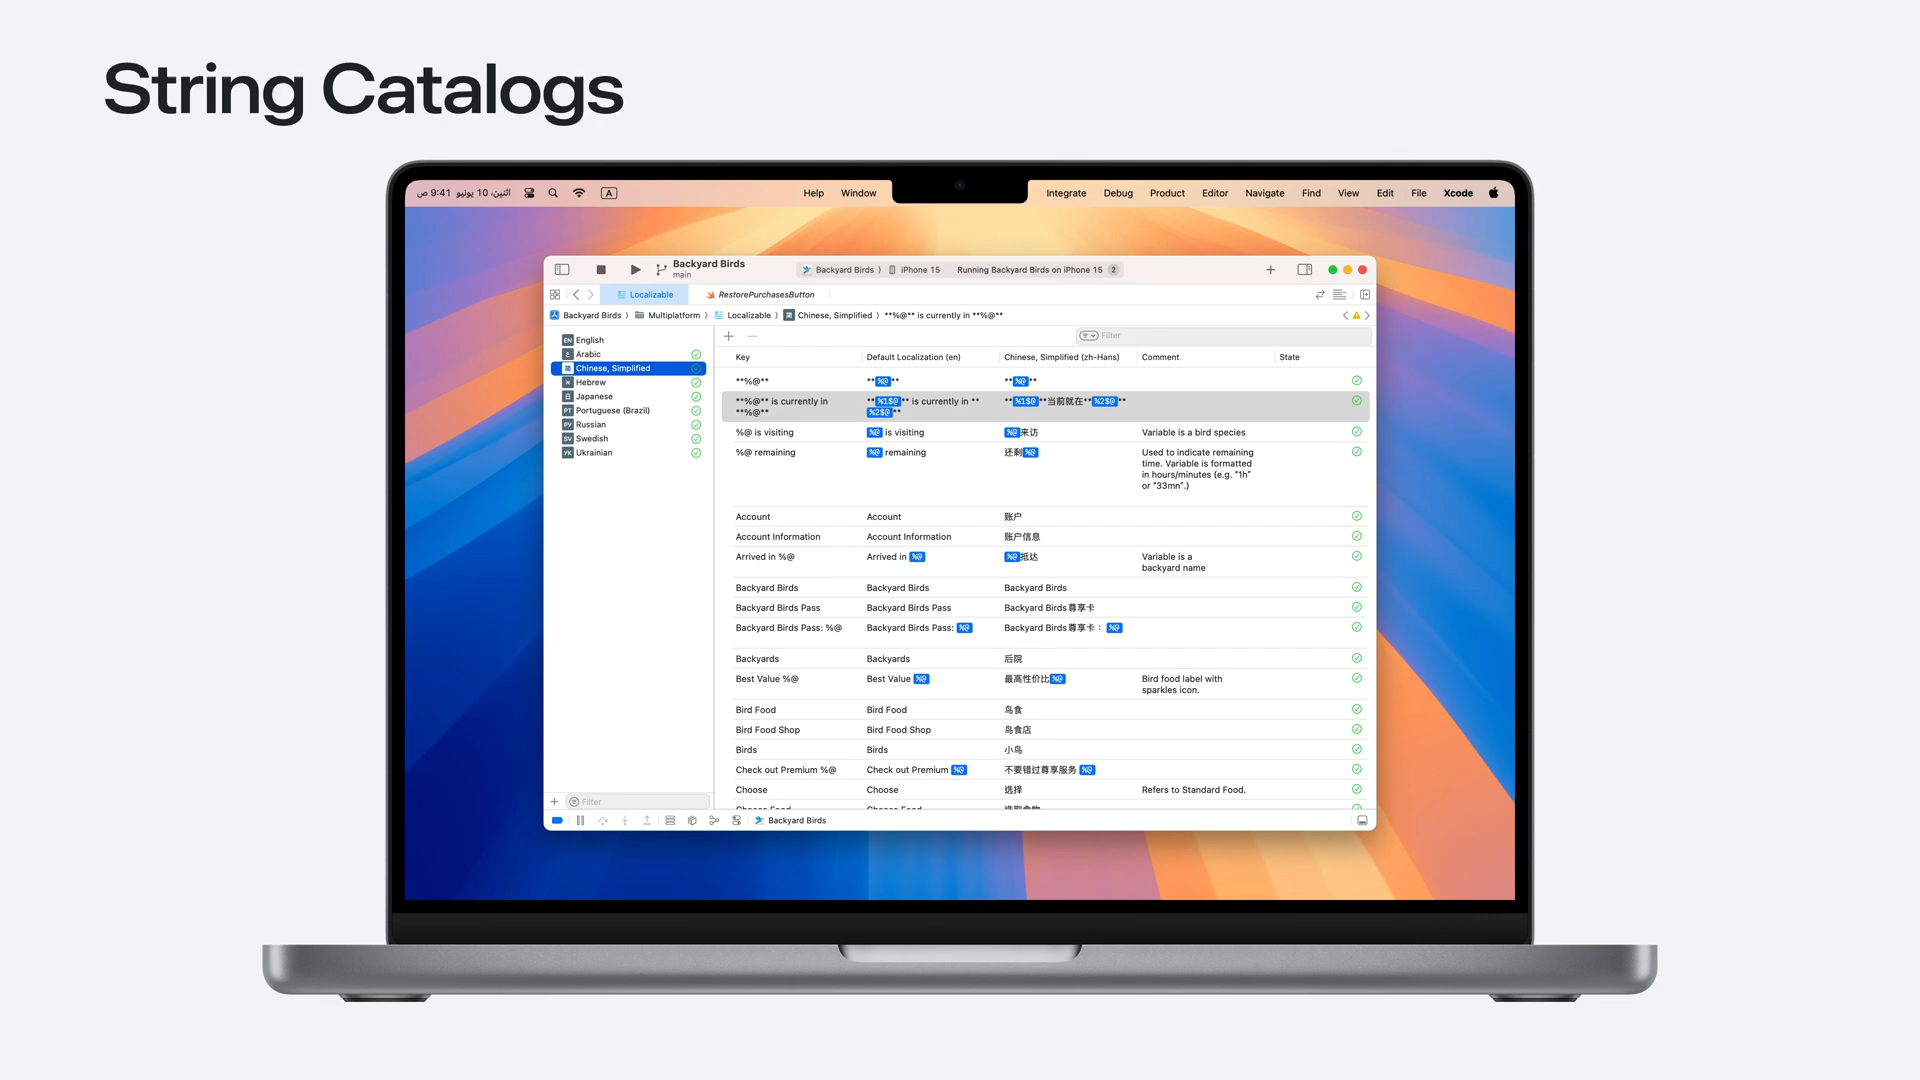 String Catalogs
اثنين، 10 يونيو 9:41 ص
A
Help Window Integrate Debug Product Editor Navigate Find View Edit File Xcode
Backyard Birds
main
Backyard Birds ⟩ iPhone 15 Running Backyard Birds on iPhone 15 2
Localizable RestorePurchasesButton
Backyard Birds ⟩ Multiplatform ⟩ Localizable ⟩ 简 Chinese, Simplified ⟩ **%@** is currently in **%@**
EN English
ع Arabic
简 Chinese, Simplified
א Hebrew
日 Japanese
PT Portuguese (Brazil)
РУ Russian
SV Swedish
УК Ukrainian
Filter
Filter
Key Default Localization (en) Chinese, Simplified (zh-Hans) Comment State
**%@** **%@** **%@**
**%@** is currently in **%@** **%1$@** is currently in **%2$@** **%1$@**当前就在**%2$@**
%@ is visiting %@ is visiting %@来访 Variable is a bird species
%@ remaining %@ remaining 还剩%@ Used to indicate remaining
time. Variable is formatted
in hours/minutes (e.g. “1h”
or “33mn”.)
Account Account 账户
Account Information Account Information 账户信息
Arrived in %@ Arrived in %@ %@抵达 Variable is a
backyard name
Backyard Birds Backyard Birds Backyard Birds
Backyard Birds Pass Backyard Birds Pass Backyard Birds尊享卡
Backyard Birds Pass: %@ Backyard Birds Pass: %@ Backyard Birds尊享卡：%@
Backyards Backyards 后院
Best Value %@ Best Value %@ 最高性价比%@ Bird food label with
sparkles icon.
Bird Food Bird Food 鸟食
Bird Food Shop Bird Food Shop 鸟食店
Birds Birds 小鸟
Check out Premium %@ Check out Premium %@ 不要错过尊享服务 %@
Choose Choose 选择 Refers to Standard Food.
Backyard Birds